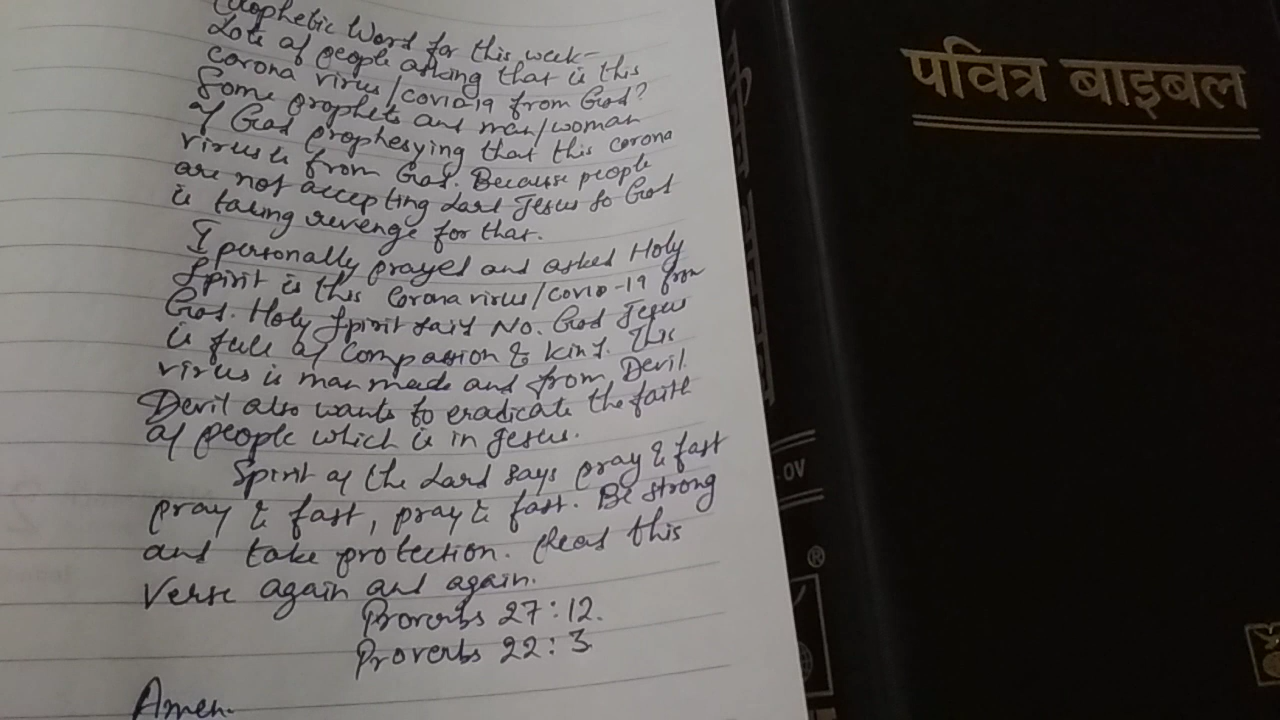 Prophetic Word for this week-
Lots of people asking that is this
corona virus/covid-19 from God?
Some prophets and man/woman
of God prophesying that this corona
virus is from God. Because people
are not accepting Lord Jesus so God
is taking revenge for that.
I personally prayed and asked Holy
Spirit is this Corona virus/covid-19 from
God. Holy Spirit said No. God Jesus
is full of Compassion & kind. This
virus is man made and from Devil.
Devil also wants to eradicate the faith
of people which is in Jesus.
Spirit of the Lord says pray & fast
pray & fast, pray & fast. Be strong
and take protection. Read this
Verse again and again.
Proverbs 27:12.
Proverbs 22:3
Amen.
पवित्र बाइबल
पवित्र बाइबल
OV
®